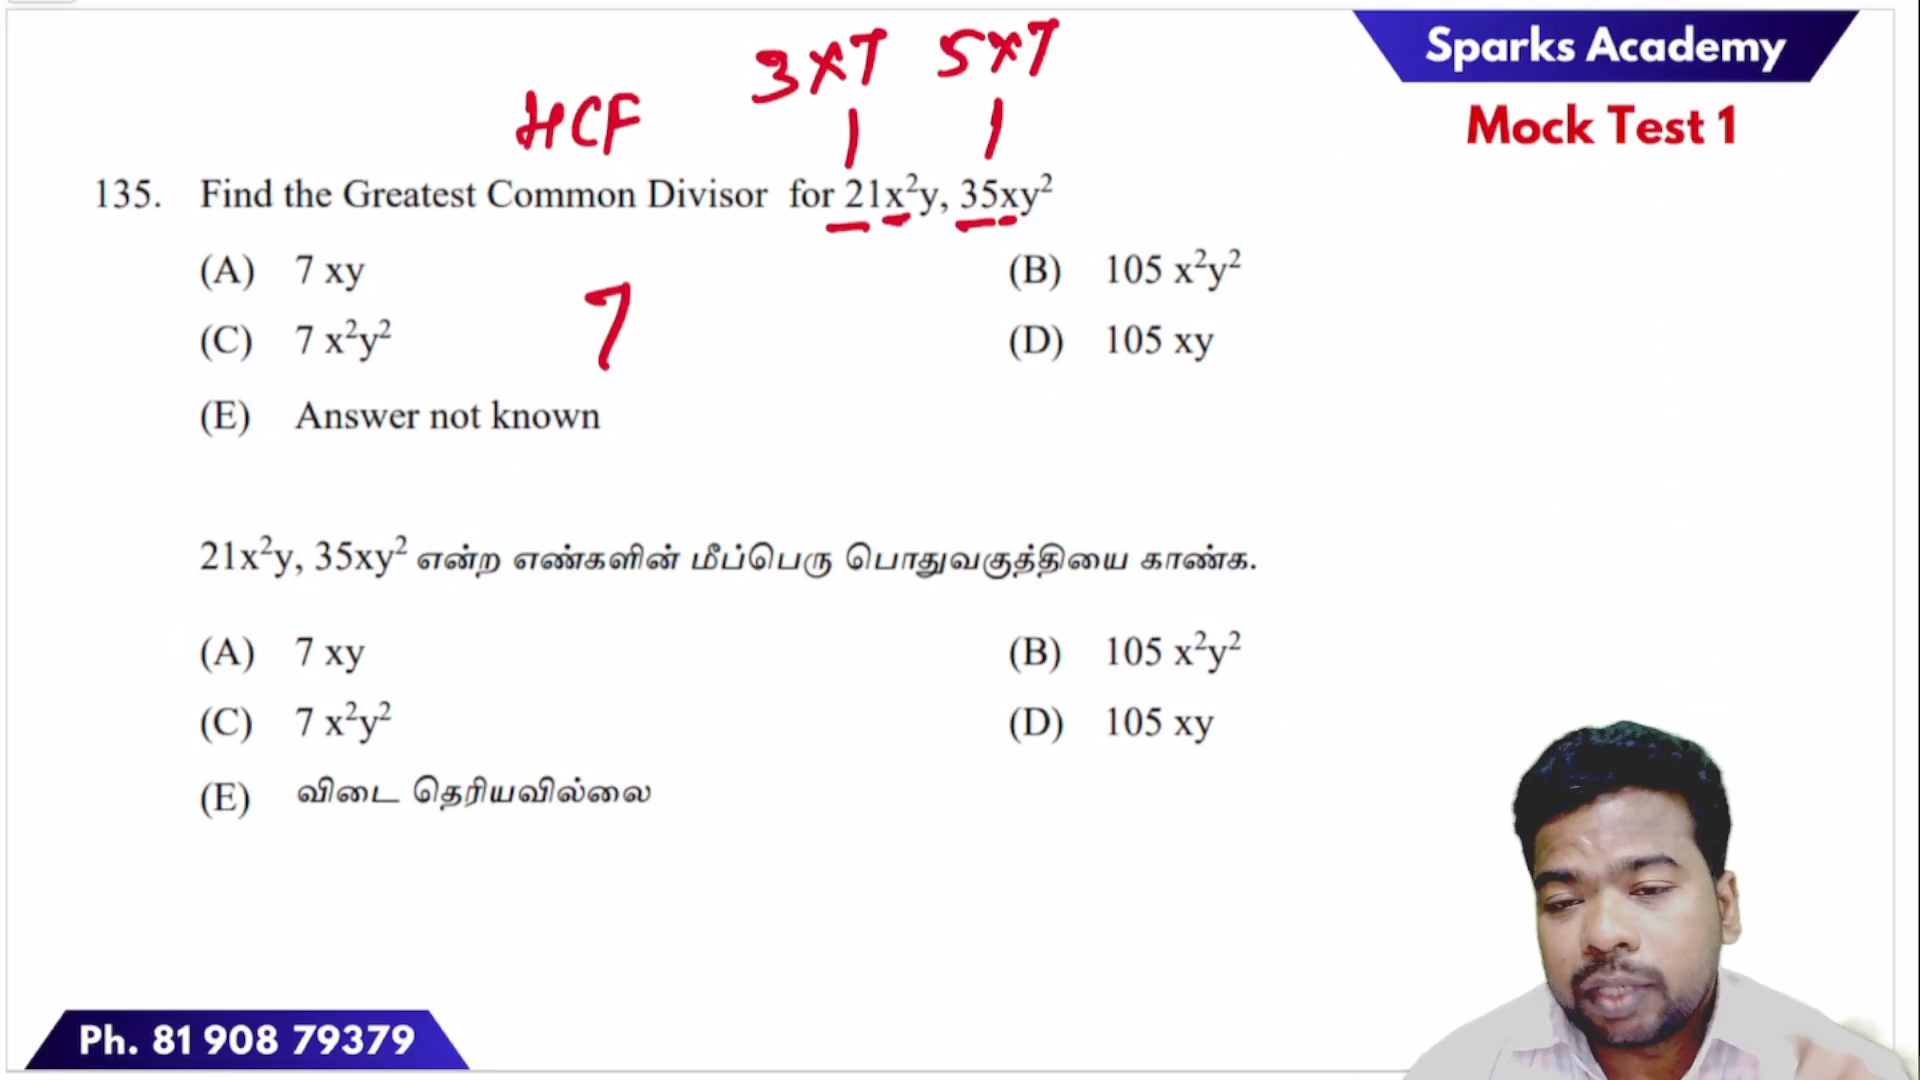 Sparks Academy
Mock Test 1
3×7 5×7
HCF
135. Find the Greatest Common Divisor for 21x²y, 35xy²
(A) 7 xy (B) 105 x²y²
(C) 7 x²y² (D) 105 xy
7
(E) Answer not known
21x²y, 35xy² என்ற எண்களின் மீப்பெரு பொதுவகுத்தியை காண்க.
(A) 7 xy (B) 105 x²y²
(C) 7 x²y² (D) 105 xy
(E) விடை தெரியவில்லை
Ph. 81 908 79379